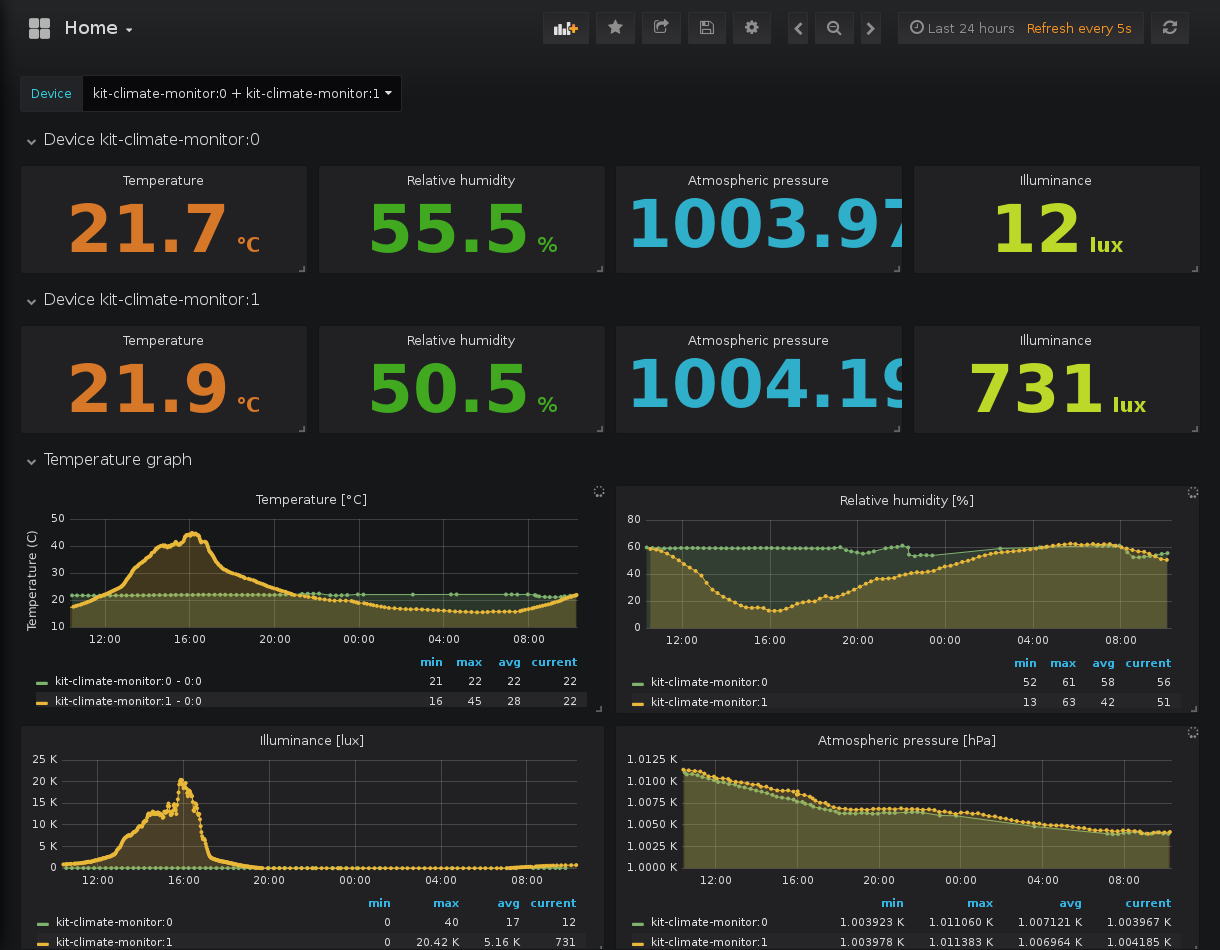 Home
Last 24 hours Refresh every 5s
Device kit-climate-monitor:0 + kit-climate-monitor:1
Device kit-climate-monitor:0
Temperature Relative humidity Atmospheric pressure Illuminance
21.7 °C 55.5 % 1003.97 12 lux
Device kit-climate-monitor:1
Temperature Relative humidity Atmospheric pressure Illuminance
21.9 °C 50.5 % 1004.19 731 lux
Temperature graph
Temperature [°C]
Temperature (C)
50
40
30
20
10
12:00 16:00 20:00 00:00 04:00 08:00
min max avg current
kit-climate-monitor:0 - 0:0 21 22 22 22
kit-climate-monitor:1 - 0:0 16 45 28 22
Relative humidity [%]
80
60
40
20
0
12:00 16:00 20:00 00:00 04:00 08:00
min max avg current
kit-climate-monitor:0 52 61 58 56
kit-climate-monitor:1 13 63 42 51
Illuminance [lux]
25 K
20 K
15 K
10 K
5 K
0
12:00 16:00 20:00 00:00 04:00 08:00
min max avg current
kit-climate-monitor:0 0 40 17 12
kit-climate-monitor:1 0 20.42 K 5.16 K 731
Atmospheric pressure [hPa]
1.0125 K
1.0100 K
1.0075 K
1.0050 K
1.0025 K
1.0000 K
12:00 16:00 20:00 00:00 04:00 08:00
min max avg current
kit-climate-monitor:0 1.003923 K 1.011060 K 1.007121 K 1.003967 K
kit-climate-monitor:1 1.003978 K 1.011383 K 1.006964 K 1.004185 K